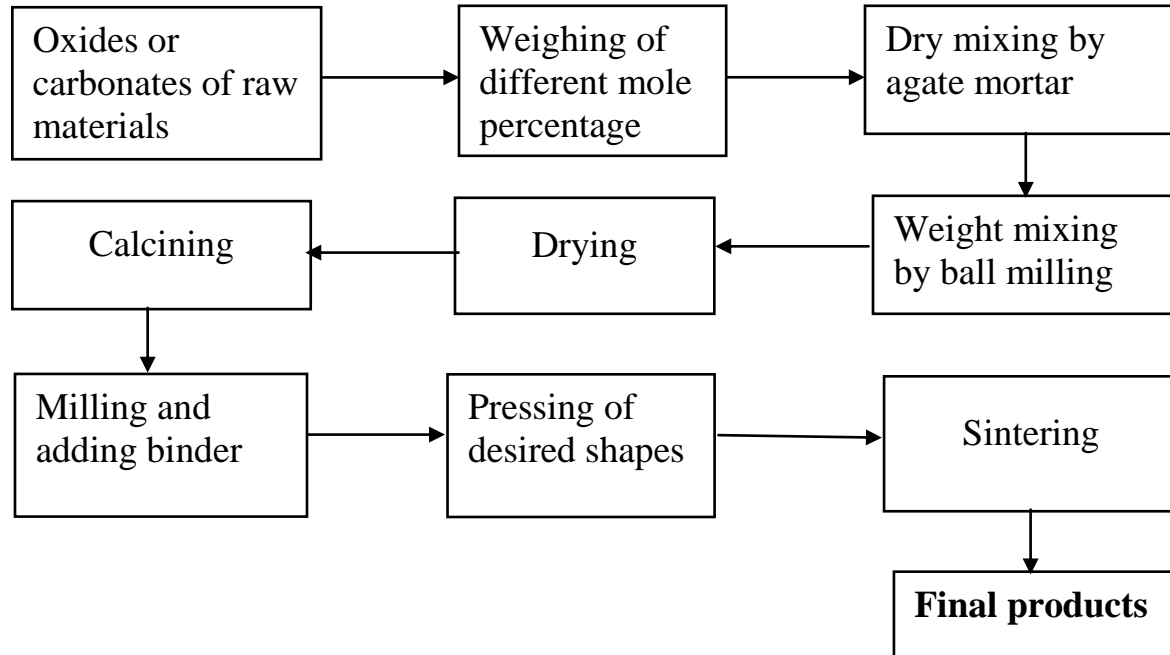 Oxides or
carbonates of raw
materials
Weighing of
different mole
percentage
Dry mixing by
agate mortar
Weight mixing
by ball milling
Drying
Calcining
Milling and
adding binder
Pressing of
desired shapes
Sintering
Final products